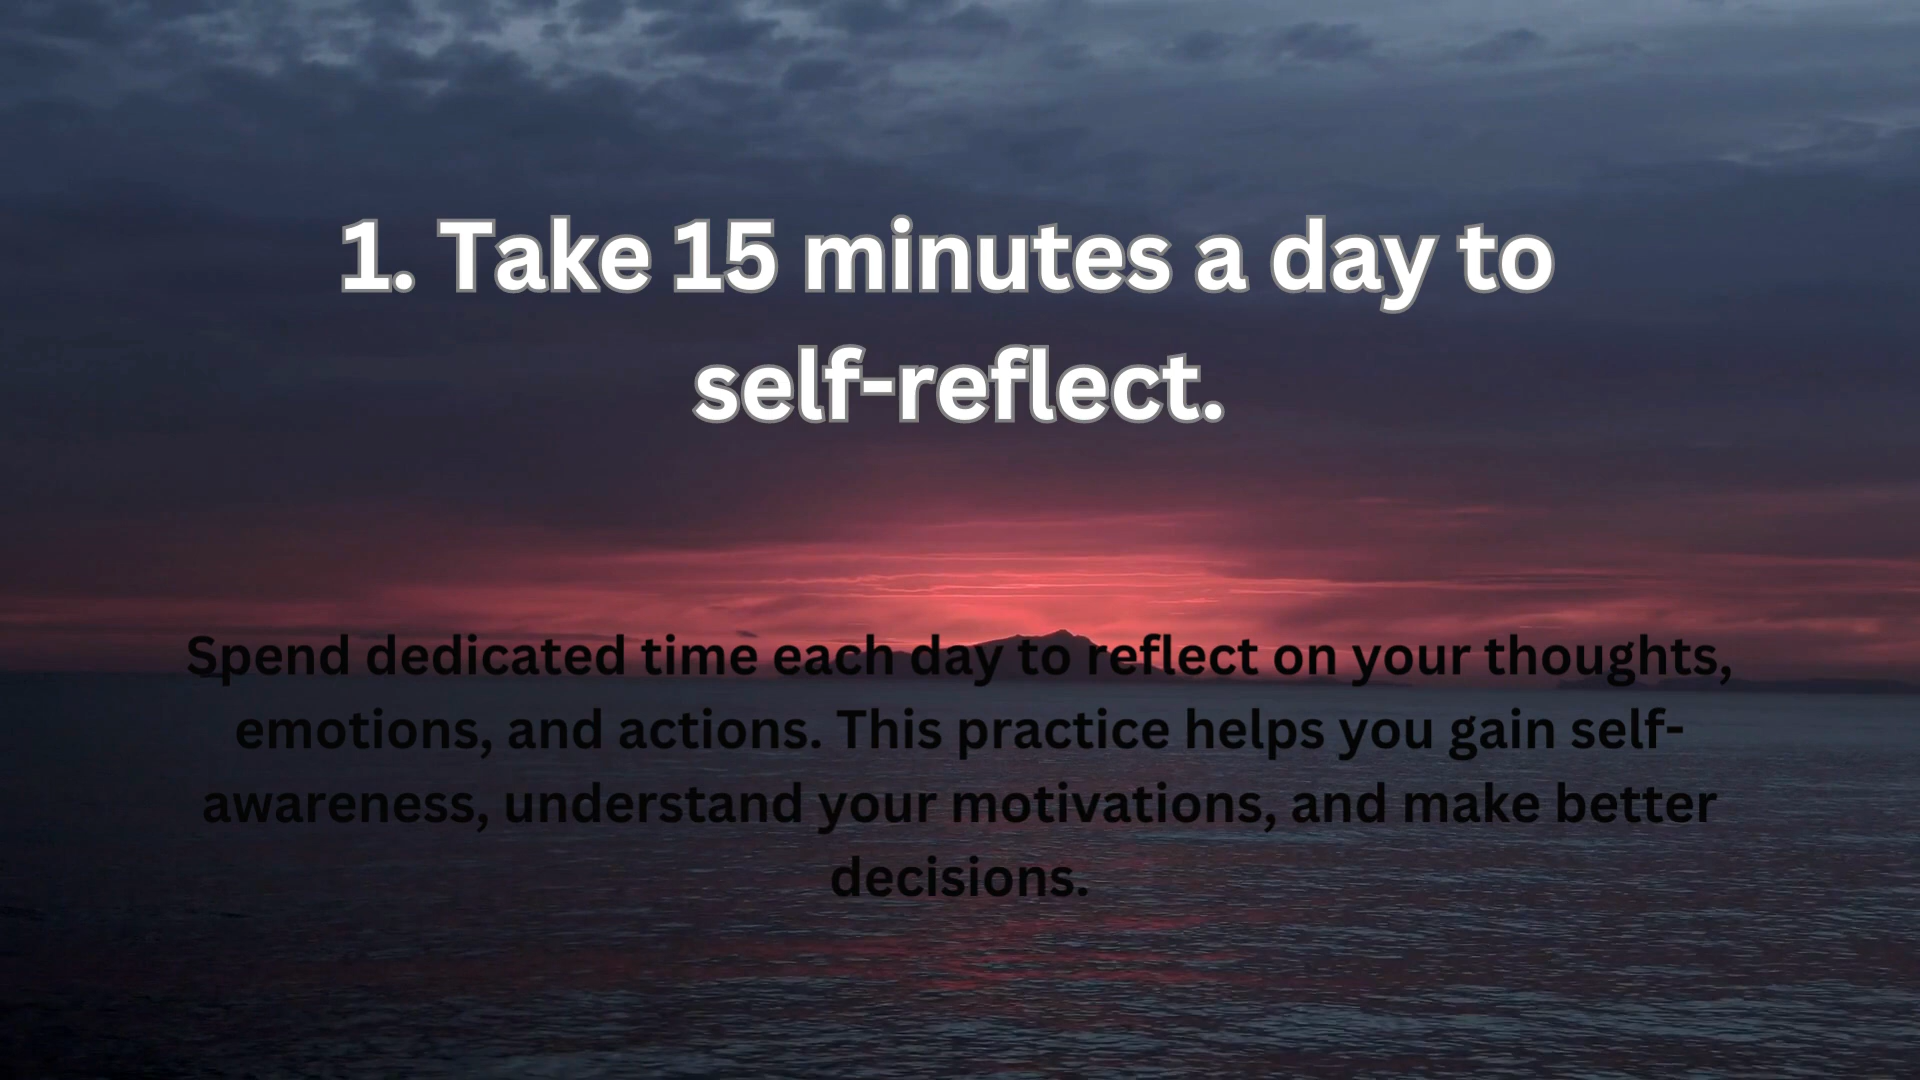 1. Take 15 minutes a day to
self-reflect.
Spend dedicated time each day to reflect on your thoughts,
emotions, and actions. This practice helps you gain self-
awareness, understand your motivations, and make better
decisions.